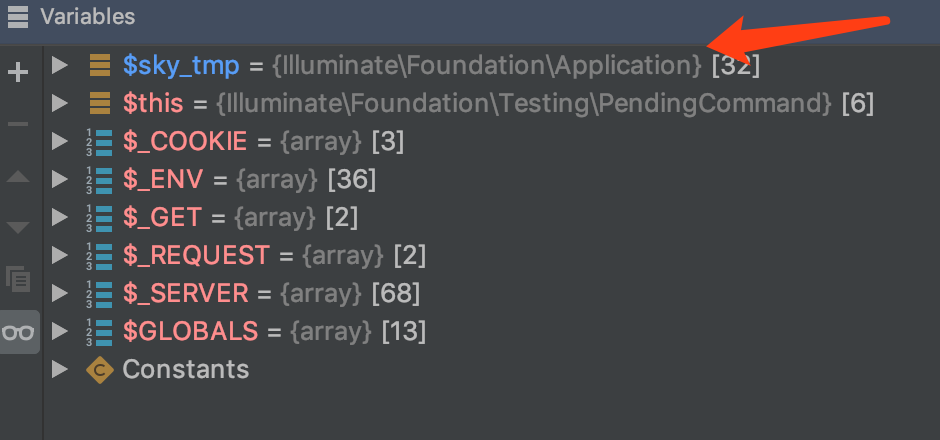 Variables
$sky_tmp = {Illuminate\Foundation\Application} [32]
$this = {Illuminate\Foundation\Testing\PendingCommand} [6]
$_COOKIE = {array} [3]
$_ENV = {array} [36]
$_GET = {array} [2]
$_REQUEST = {array} [2]
$_SERVER = {array} [68]
$GLOBALS = {array} [13]
C Constants